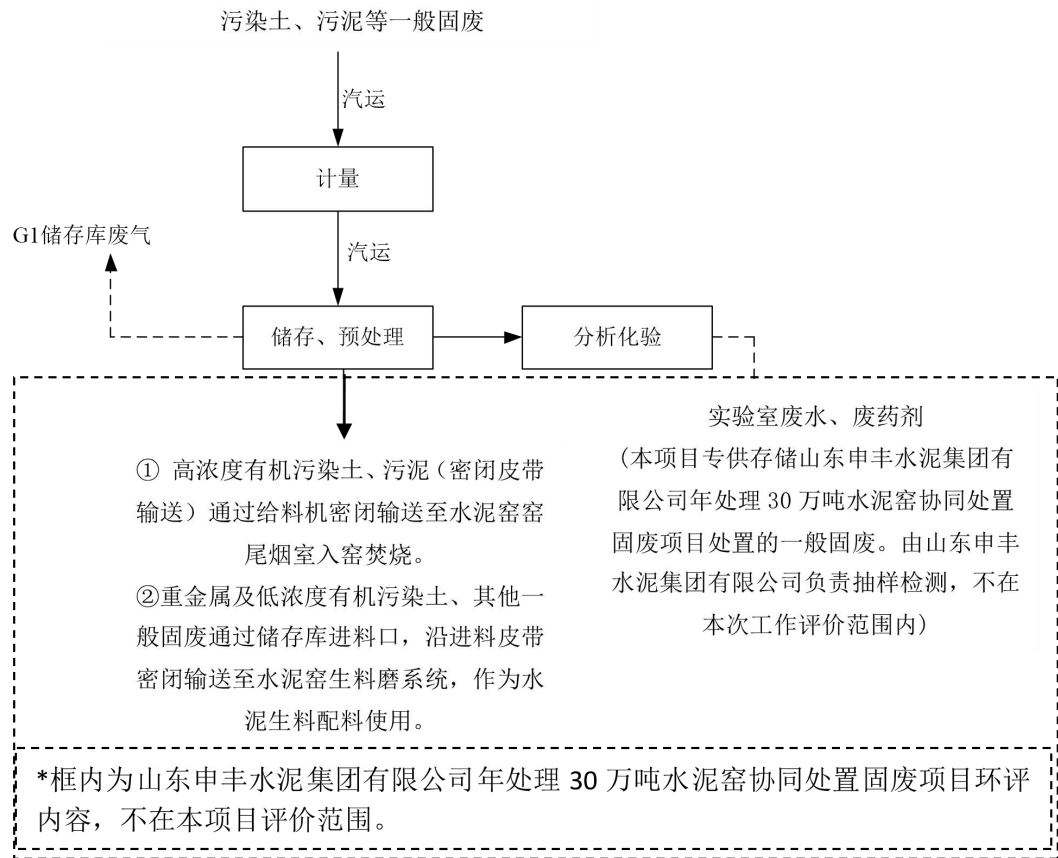 污染土、污泥等一般固废
汽运
计量
G1储存库废气
汽运
储存、预处理
分析化验
① 高浓度有机污染土、污泥（密闭皮带
输送）通过给料机密闭输送至水泥窑窑
尾烟室入窑焚烧。
②重金属及低浓度有机污染土、其他一
般固废通过储存库进料口，沿进料皮带
密闭输送至水泥窑生料磨系统，作为水
泥生料配料使用。
实验室废水、废药剂
(本项目专供存储山东申丰水泥集团有
限公司年处理 30 万吨水泥窑协同处置
固废项目处置的一般固废。由山东申丰
水泥集团有限公司负责抽样检测，不在
本次工作评价范围内)
*框内为山东申丰水泥集团有限公司年处理 30 万吨水泥窑协同处置固废项目环评
内容，不在本项目评价范围。